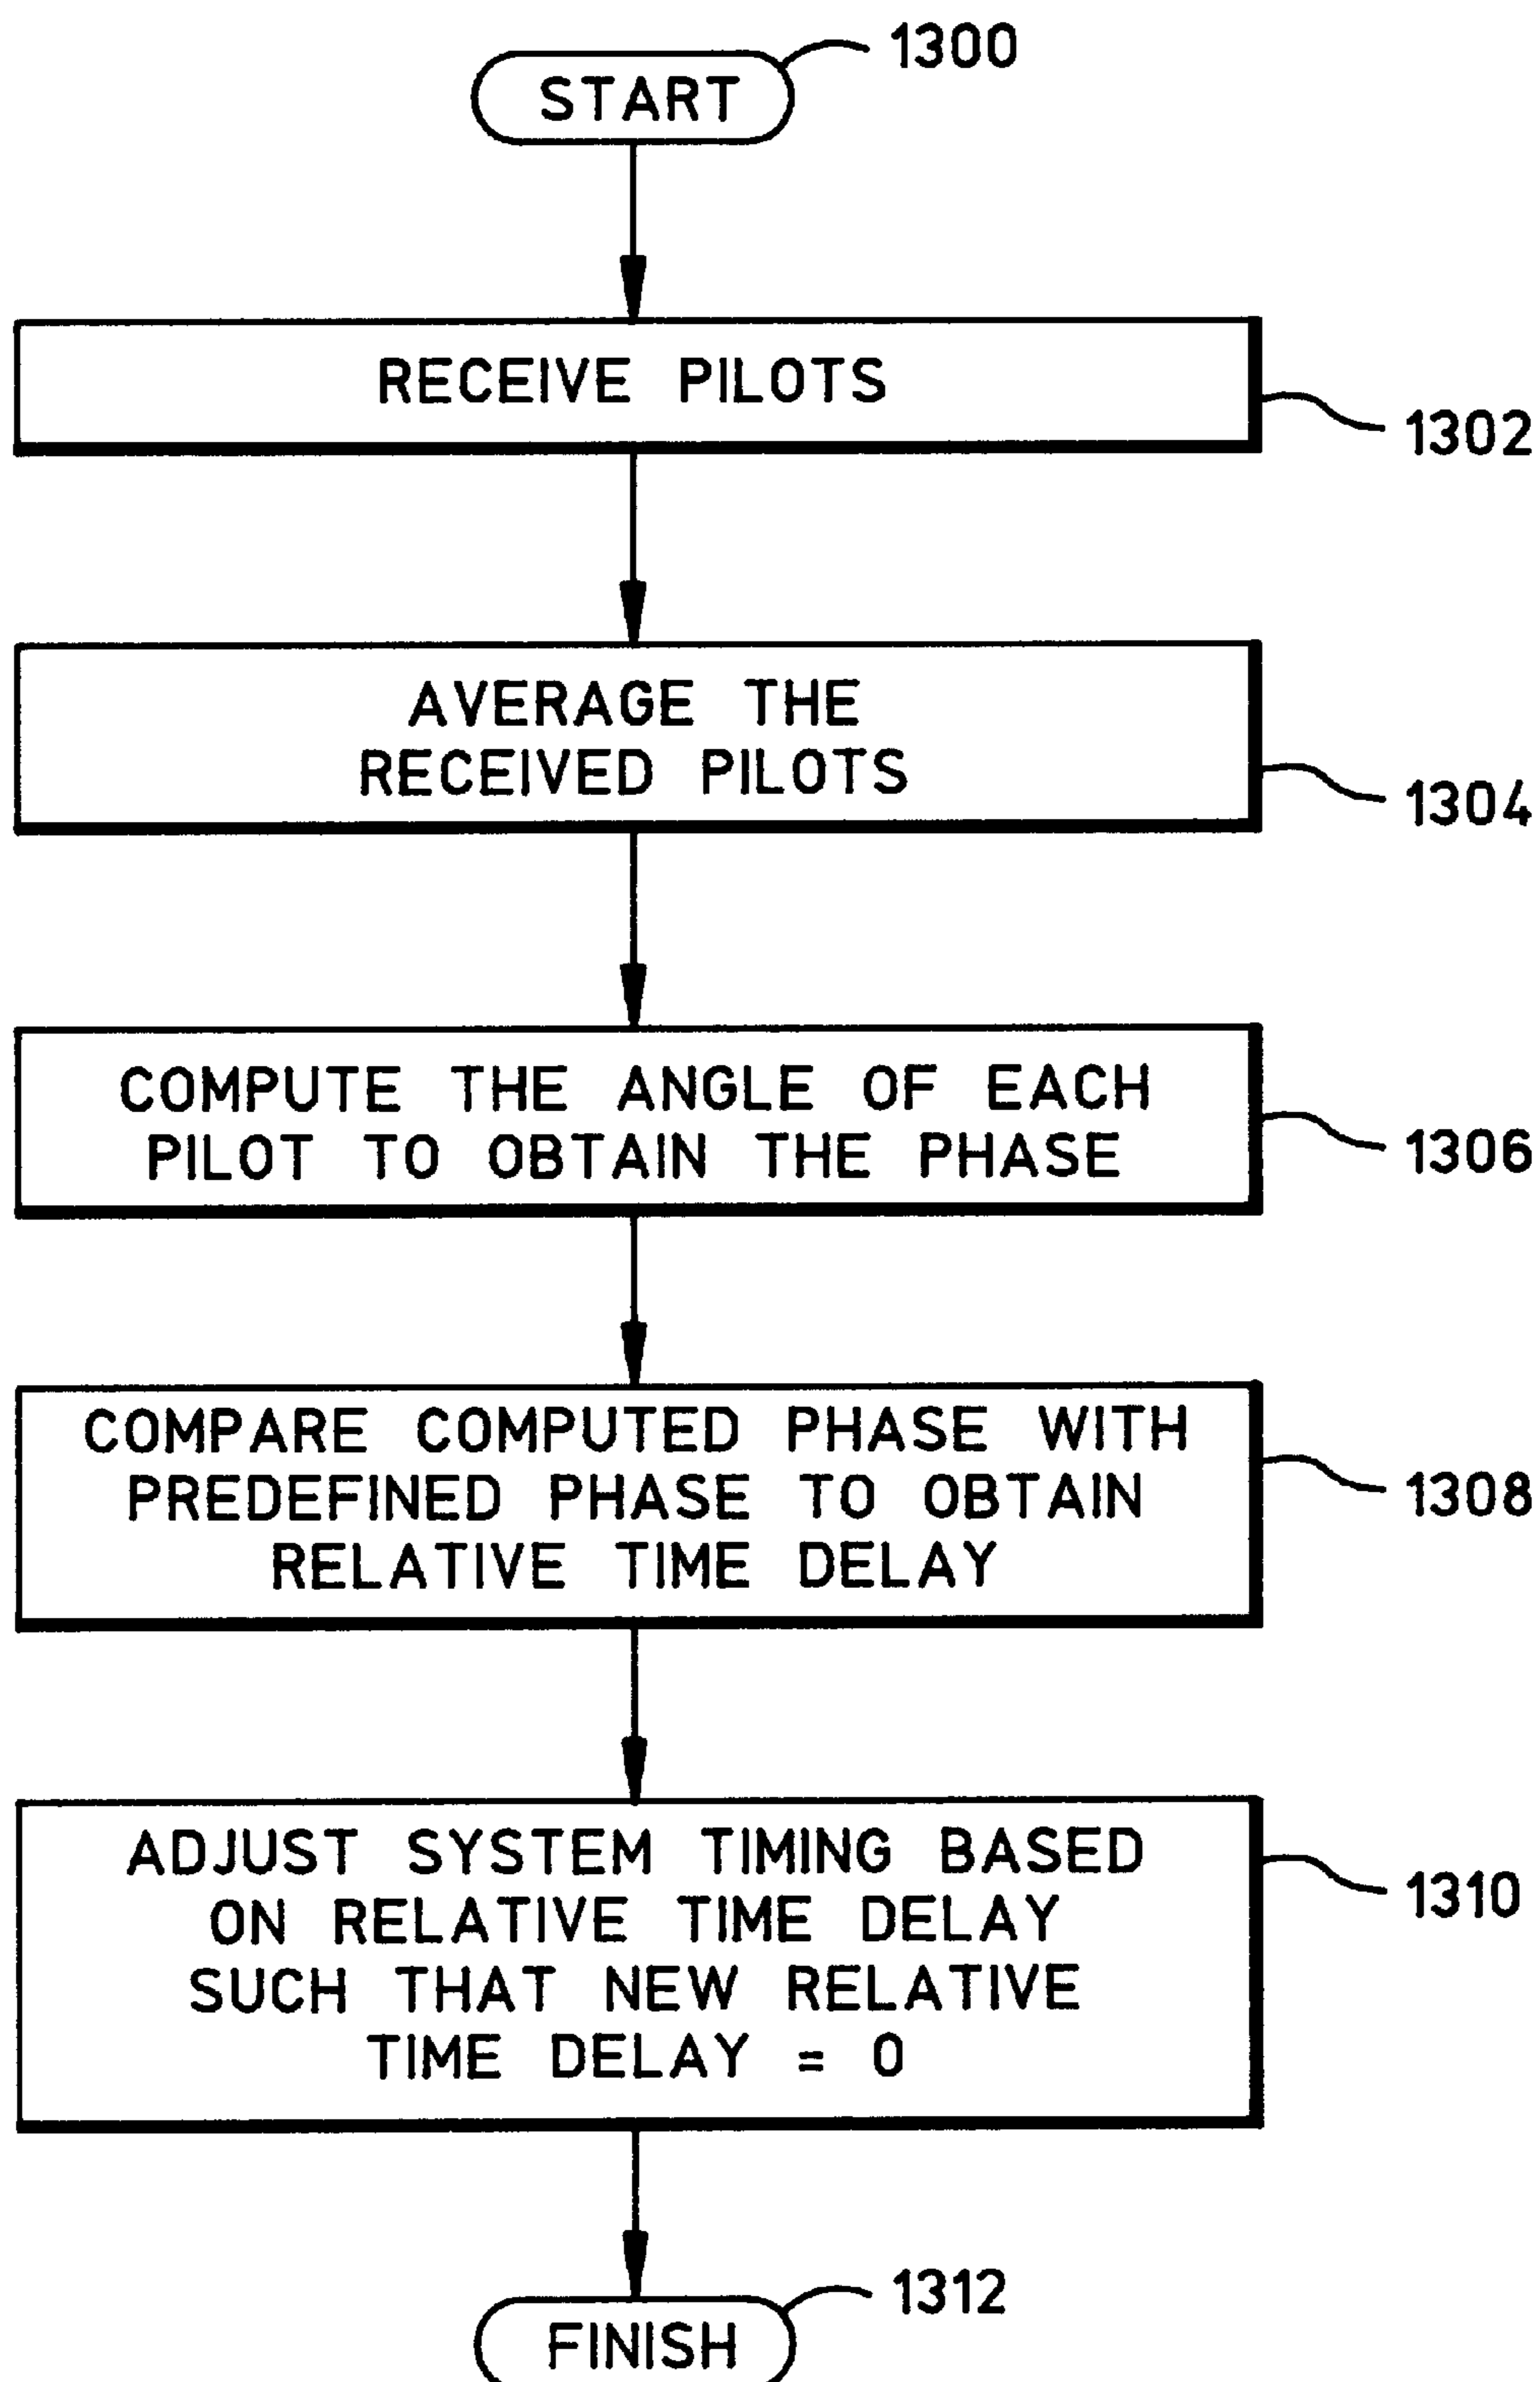 1300
START
RECEIVE PILOTS
1302
AVERAGE THE
RECEIVED PILOTS
1304
COMPUTE THE ANGLE OF EACH
PILOT TO OBTAIN THE PHASE
1306
COMPARE COMPUTED PHASE WITH
PREDEFINED PHASE TO OBTAIN
RELATIVE TIME DELAY
1308
ADJUST SYSTEM TIMING BASED
ON RELATIVE TIME DELAY
SUCH THAT NEW RELATIVE
TIME DELAY = 0
1310
1312
FINISH